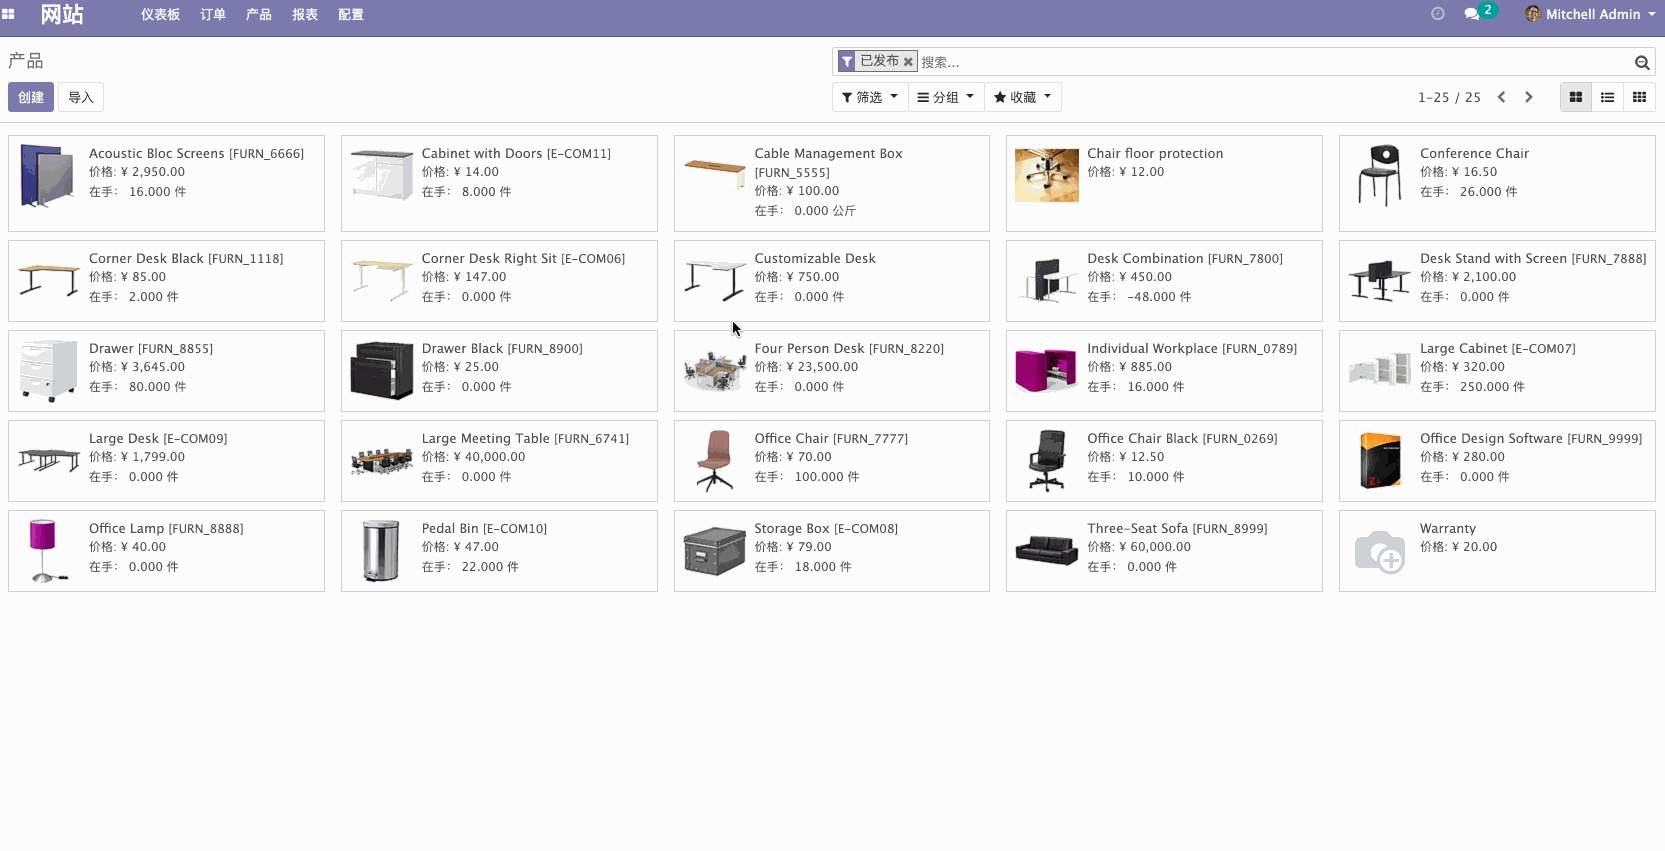 网站 仪表板 订单 产品 报表 配置 2 Mitchell Admin
产品
已发布 搜索...
创建 导入 筛选 分组 收藏 1-25 / 25
Acoustic Bloc Screens [FURN_6666]
价格: ¥ 2,950.00
在手： 16.000 件
Cabinet with Doors [E-COM11]
价格: ¥ 14.00
在手： 8.000 件
Cable Management Box
[FURN_5555]
价格: ¥ 100.00
在手： 0.000 公斤
Chair floor protection
价格: ¥ 12.00
Conference Chair
价格: ¥ 16.50
在手： 26.000 件
Corner Desk Black [FURN_1118]
价格: ¥ 85.00
在手： 2.000 件
Corner Desk Right Sit [E-COM06]
价格: ¥ 147.00
在手： 0.000 件
Customizable Desk
价格: ¥ 750.00
在手： 0.000 件
Desk Combination [FURN_7800]
价格: ¥ 450.00
在手： -48.000 件
Desk Stand with Screen [FURN_7888]
价格: ¥ 2,100.00
在手： 0.000 件
Drawer [FURN_8855]
价格: ¥ 3,645.00
在手： 80.000 件
Drawer Black [FURN_8900]
价格: ¥ 25.00
在手： 0.000 件
Four Person Desk [FURN_8220]
价格: ¥ 23,500.00
在手： 0.000 件
Individual Workplace [FURN_0789]
价格: ¥ 885.00
在手： 16.000 件
Large Cabinet [E-COM07]
价格: ¥ 320.00
在手： 250.000 件
Large Desk [E-COM09]
价格: ¥ 1,799.00
在手： 0.000 件
Large Meeting Table [FURN_6741]
价格: ¥ 40,000.00
在手： 0.000 件
Office Chair [FURN_7777]
价格: ¥ 70.00
在手： 100.000 件
Office Chair Black [FURN_0269]
价格: ¥ 12.50
在手： 10.000 件
Office Design Software [FURN_9999]
价格: ¥ 280.00
在手： 0.000 件
Office Lamp [FURN_8888]
价格: ¥ 40.00
在手： 0.000 件
Pedal Bin [E-COM10]
价格: ¥ 47.00
在手： 22.000 件
Storage Box [E-COM08]
价格: ¥ 79.00
在手： 18.000 件
Three-Seat Sofa [FURN_8999]
价格: ¥ 60,000.00
在手： 0.000 件
Warranty
价格: ¥ 20.00